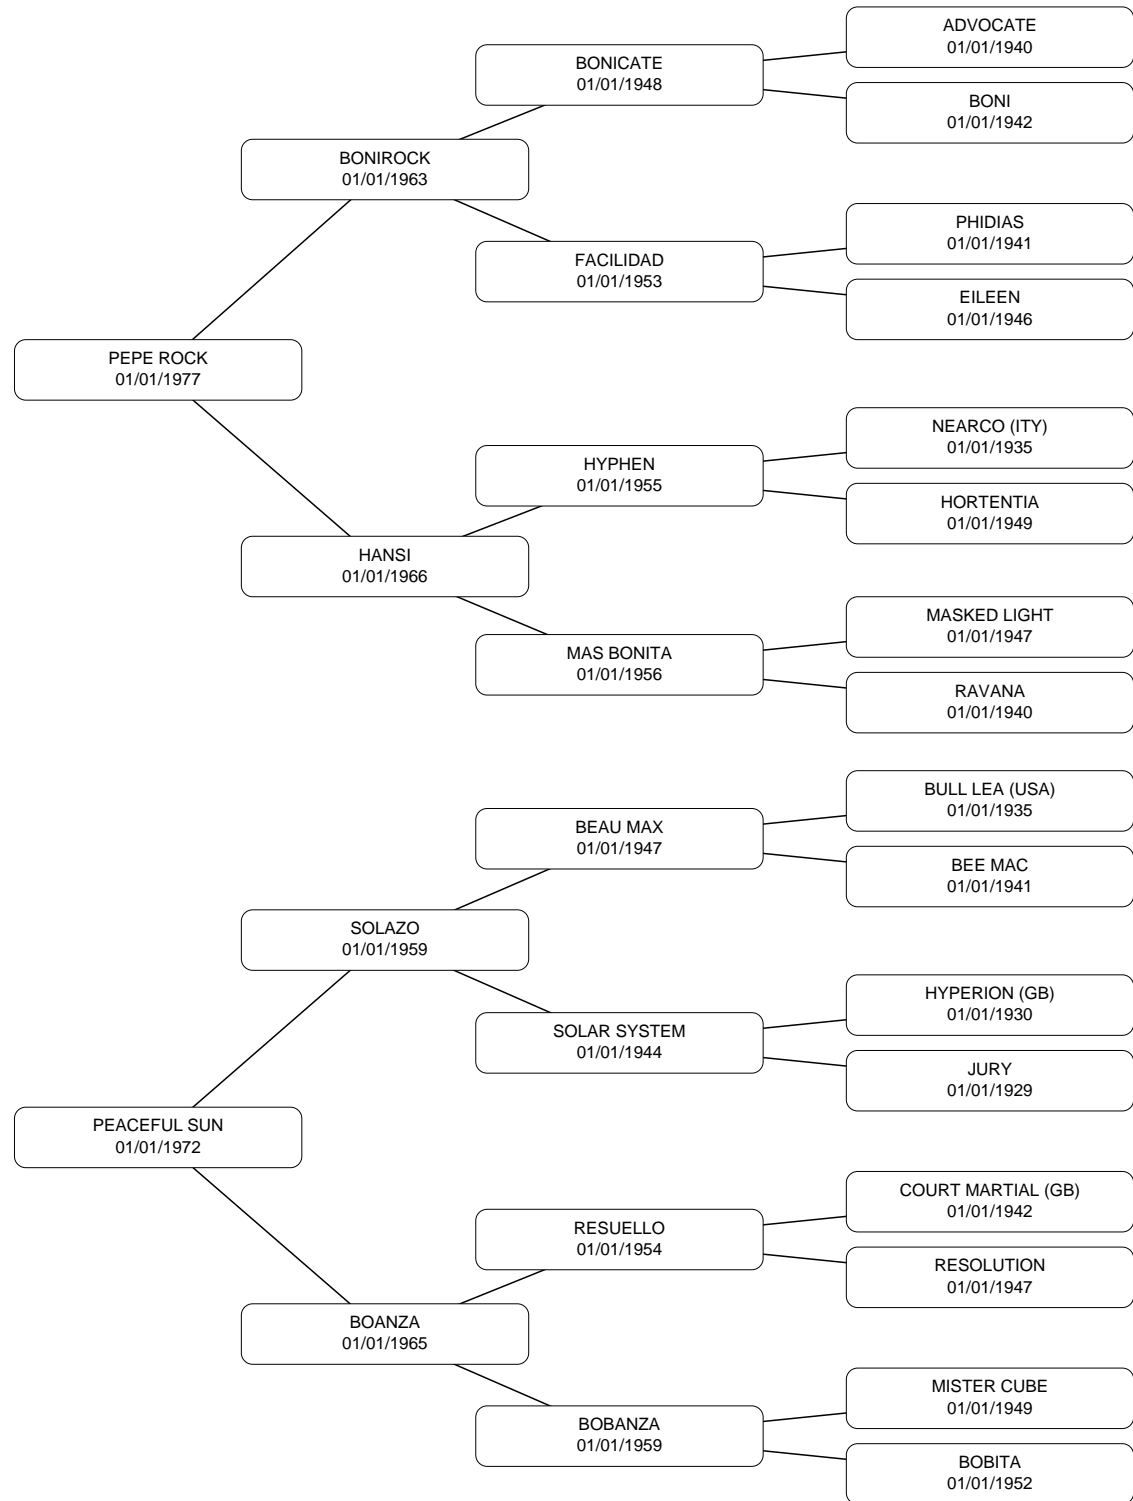 ADVOCATE
01/01/1940
BONICATE
01/01/1948
BONI
01/01/1942
BONIROCK
01/01/1963
PHIDIAS
01/01/1941
FACILIDAD
01/01/1953
EILEEN
01/01/1946
PEPE ROCK
01/01/1977
NEARCO (ITY)
01/01/1935
HYPHEN
01/01/1955
HORTENTIA
01/01/1949
HANSI
01/01/1966
MASKED LIGHT
01/01/1947
MAS BONITA
01/01/1956
RAVANA
01/01/1940
BULL LEA (USA)
01/01/1935
BEAU MAX
01/01/1947
BEE MAC
01/01/1941
SOLAZO
01/01/1959
HYPERION (GB)
01/01/1930
SOLAR SYSTEM
01/01/1944
JURY
01/01/1929
PEACEFUL SUN
01/01/1972
COURT MARTIAL (GB)
01/01/1942
RESUELLO
01/01/1954
RESOLUTION
01/01/1947
BOANZA
01/01/1965
MISTER CUBE
01/01/1949
BOBANZA
01/01/1959
BOBITA
01/01/1952